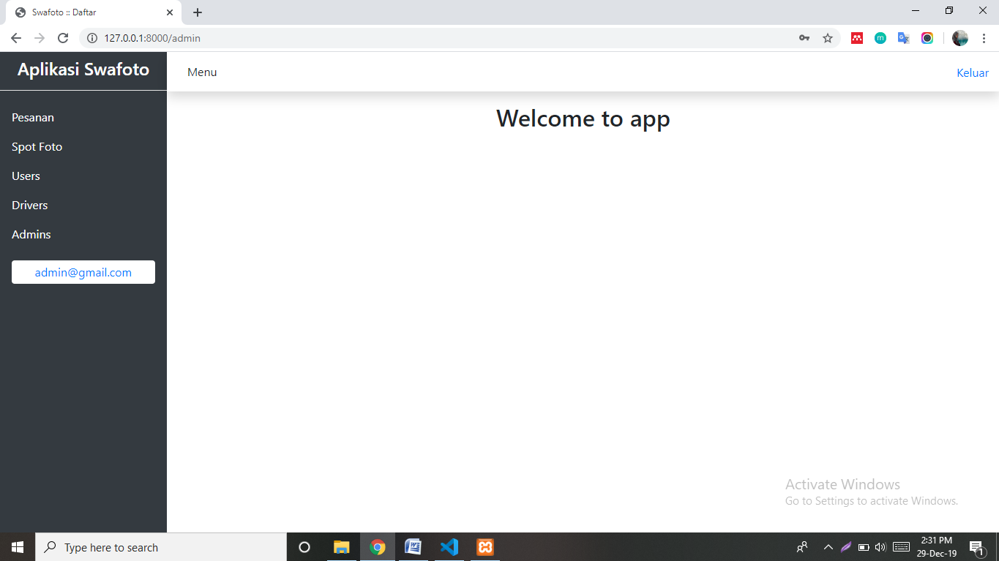 Swafoto :: Daftar
127.0.0.1:8000/admin
Aplikasi Swafoto
Menu
Keluar
Welcome to app
Pesanan
Spot Foto
Users
Drivers
Admins
admin@gmail.com
Activate Windows
Go to Settings to activate Windows.
Type here to search
2:31 PM
29-Dec-19
1